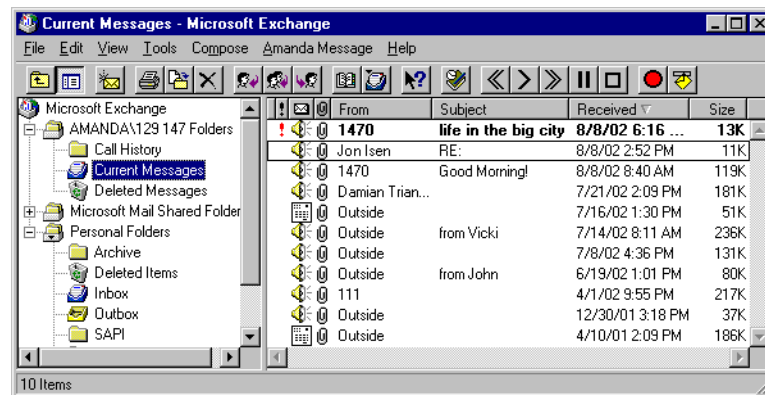 Current Messages - Microsoft Exchange
File Edit View Tools Compose Amanda Message Help
Microsoft Exchange
AMANDA\129 147 Folders
Call History
Current Messages
Deleted Messages
Microsoft Mail Shared Folder
Personal Folders
Archive
Deleted Items
Inbox
Outbox
SAPI
! From Subject Received Size
! 1470 life in the big city 8/8/02 6:16 ... 13K
Jon Isen RE: 8/8/02 2:52 PM 11K
1470 Good Morning! 8/8/02 8:40 AM 119K
Damian Trian... 7/21/02 2:09 PM 181K
Outside 7/16/02 1:30 PM 51K
Outside from Vicki 7/14/02 8:11 AM 236K
Outside 7/8/02 4:36 PM 131K
Outside from John 6/19/02 1:01 PM 80K
111 4/1/02 9:55 PM 217K
Outside 12/30/01 3:18 PM 37K
Outside 4/10/01 2:09 PM 186K
10 Items